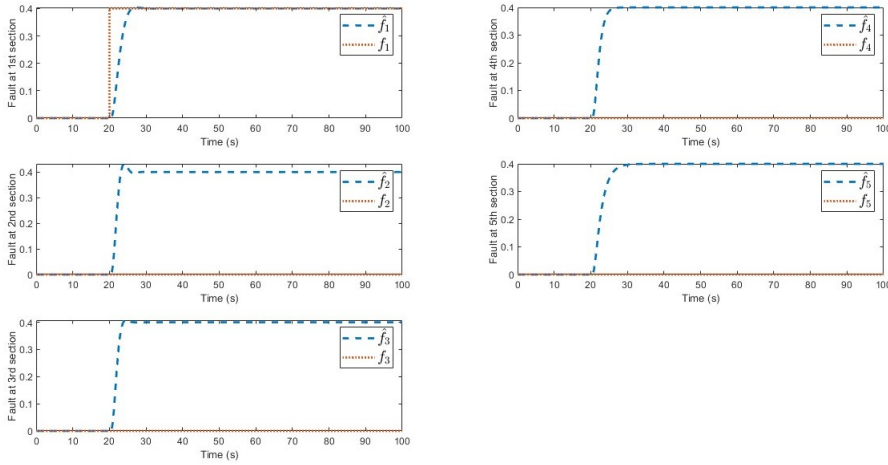 Fault at 1st section
0.4
0.3
0.2
0.1
0
0 10 20 30 40 50 60 70 80 90 100
Time (s)
f̂₁
f₁
Fault at 4th section
0.4
0.3
0.2
0.1
0
0 10 20 30 40 50 60 70 80 90 100
Time (s)
f̂₄
f₄
Fault at 2nd section
0.4
0.3
0.2
0.1
0
0 10 20 30 40 50 60 70 80 90 100
Time (s)
f̂₂
f₂
Fault at 5th section
0.4
0.3
0.2
0.1
0
0 10 20 30 40 50 60 70 80 90 100
Time (s)
f̂₅
f₅
Fault at 3rd section
0.4
0.3
0.2
0.1
0
0 10 20 30 40 50 60 70 80 90 100
Time (s)
f̂₃
f₃